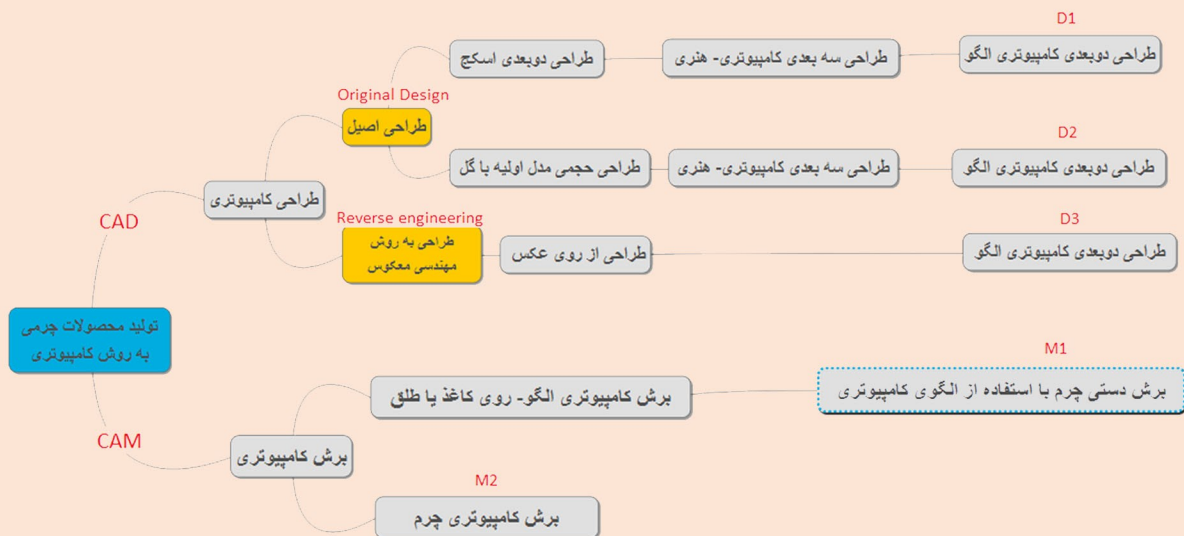 D1
طراحی دوبعدی اسکچ
طراحی سه بعدی کامپیوتری- هنری
طراحی دوبعدی کامپیوتری الگو
Original Design
طراحی اصیل
D2
طراحی حجمی مدل اولیه با گل
طراحی سه بعدی کامپیوتری- هنری
طراحی دوبعدی کامپیوتری الگو
CAD
طراحی کامپیوتری
Reverse engineering
طراحی به روش
مهندسی معکوس
طراحی از روی عکس
D3
طراحی دوبعدی کامپیوتری الگو
تولید محصولات چرمی
به روش کامپیوتری
CAM
برش کامپیوتری
برش کامپیوتری الگو- روی کاغذ یا طلق
M1
برش دستی چرم با استفاده از الگوی کامپیوتری
M2
برش کامپیوتری چرم